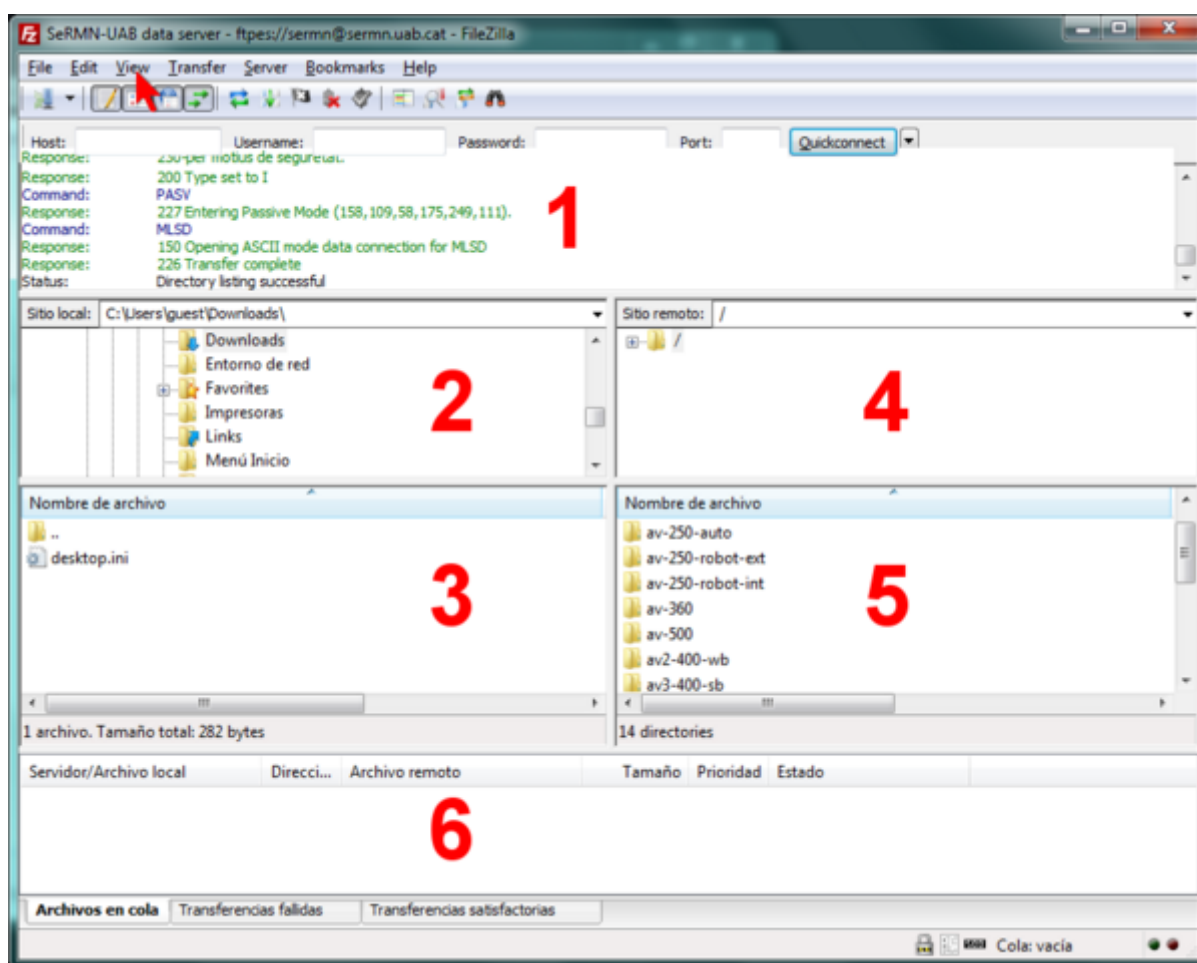 SeRMN-UAB data server - ftpes://sermn@sermn.uab.cat - FileZilla
File Edit View Transfer Server Bookmarks Help
Host: Username: Password: Port: Quickconnect
Response: 230-per motius de seguretat.
Response: 200 Type set to I
Command: PASV
Response: 227 Entering Passive Mode (158,109,58,175,249,111).
Command: MLSD
Response: 150 Opening ASCII mode data connection for MLSD
Response: 226 Transfer complete
Status: Directory listing successful
1
Sitio local: C:\Users\guest\Downloads\
Downloads
Entorno de red
Favorites
Impresoras
Links
Menú Inicio
2
Sitio remoto: /
/
4
Nombre de archivo
..
desktop.ini
3
1 archivo. Tamaño total: 282 bytes
Nombre de archivo
av-250-auto
av-250-robot-ext
av-250-robot-int
av-360
av-500
av2-400-wb
av3-400-sb
5
14 directories
Servidor/Archivo local Direcci... Archivo remoto Tamaño Prioridad Estado
6
Archivos en cola Transferencias fallidas Transferencias satisfactorias
Cola: vacía